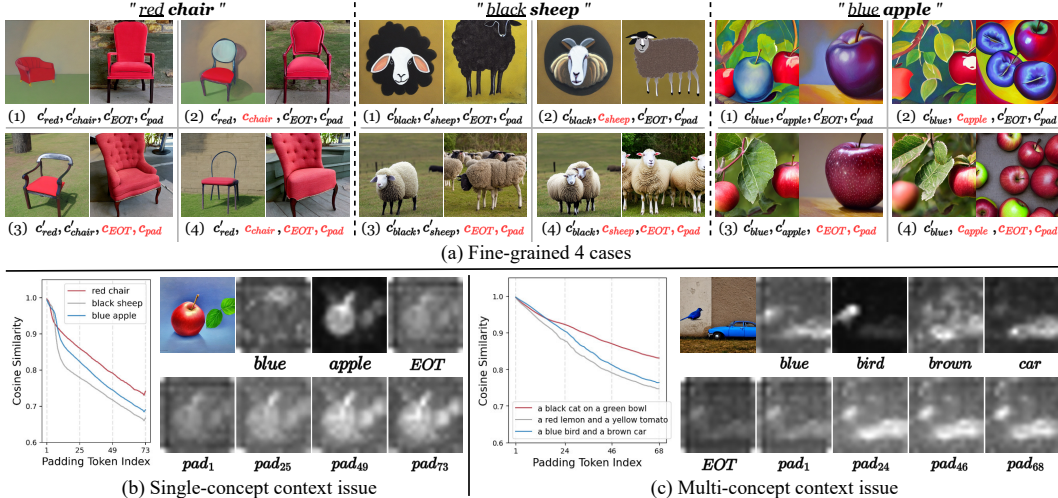 " red chair "
" black sheep "
" blue apple "
(1) c'red, c'chair, c'EOT, c'pad
(2) c'red, cchair, c'EOT, c'pad
(1) c'black, c'sheep, c'EOT, c'pad
(2) c'black, csheep, c'EOT, c'pad
(1) c'blue, c'apple, c'EOT, c'pad
(2) c'blue, capple, c'EOT, c'pad
(3) c'red, c'chair, cEOT, cpad
(4) c'red, cchair, cEOT, cpad
(3) c'black, c'sheep, cEOT, cpad
(4) c'black, csheep, cEOT, cpad
(3) c'blue, c'apple, cEOT, cpad
(4) c'blue, capple, cEOT, cpad
(a) Fine-grained 4 cases
Cosine Similarity
1.0
0.9
0.8
0.7
0.6
red chair
black sheep
blue apple
1 25 49 73
Padding Token Index
blue apple EOT
pad1 pad25 pad49 pad73
(b) Single-concept context issue
Cosine Similarity
1.0
0.9
0.8
0.7
0.6
a black cat on a green bowl
a red lemon and a yellow tomato
a blue bird and a brown car
1 24 46 68
Padding Token Index
blue bird brown car
EOT pad1 pad24 pad46 pad68
(c) Multi-concept context issue